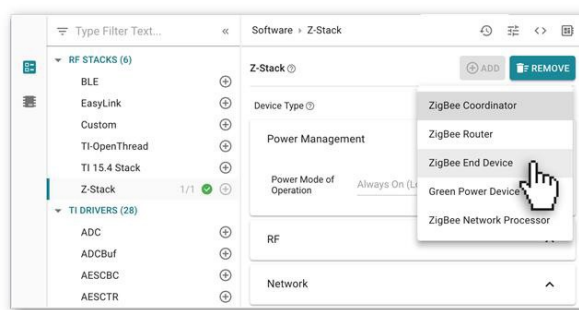 Type Filter Text...
«
Software › Z-Stack
<>
RF STACKS (6)
BLE
EasyLink
Custom
TI-OpenThread
TI 15.4 Stack
Z-Stack 1/1
TI DRIVERS (28)
ADC
ADCBuf
AESCBC
AESCTR
Z-Stack
ADD
REMOVE
Device Type
Power Management
Power Mode of
Operation
Always On
RF
Network
ZigBee Coordinator
ZigBee Router
ZigBee End Device
Green Power Device
ZigBee Network Processor